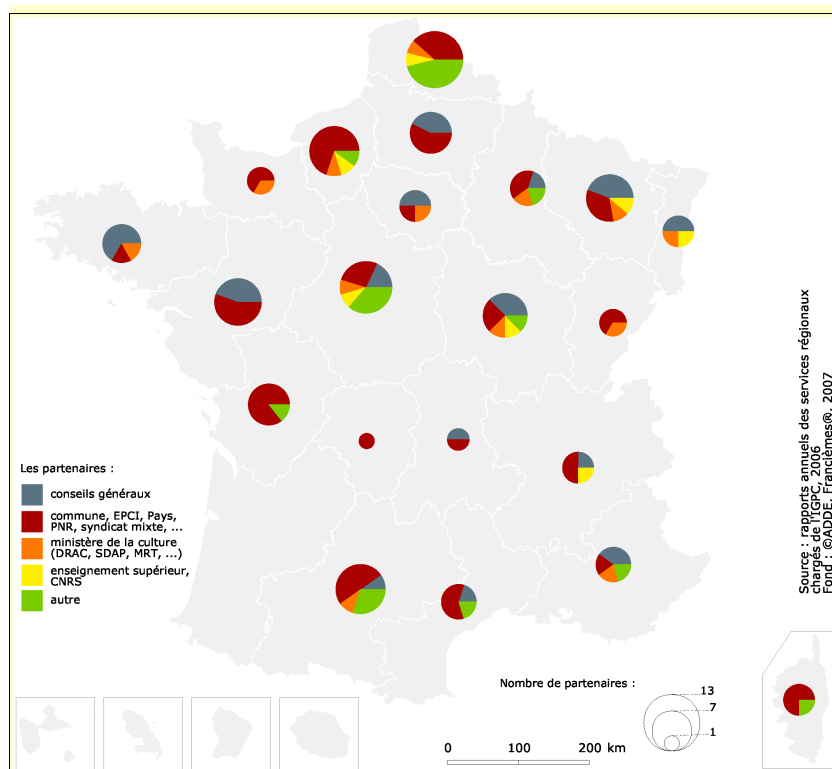 Les partenaires :
conseils généraux
commune, EPCI, Pays,
PNR, syndicat mixte, ...
ministère de la culture
(DRAC, SDAP, MRT, ...)
enseignement supérieur,
CNRS
autre
Nombre de partenaires :
13
7
1
0 100 200 km
Source : rapports annuels des services régionaux
chargés de l'IGPC, 2006
Fond : ©ADDE, Francièmes®, 2007